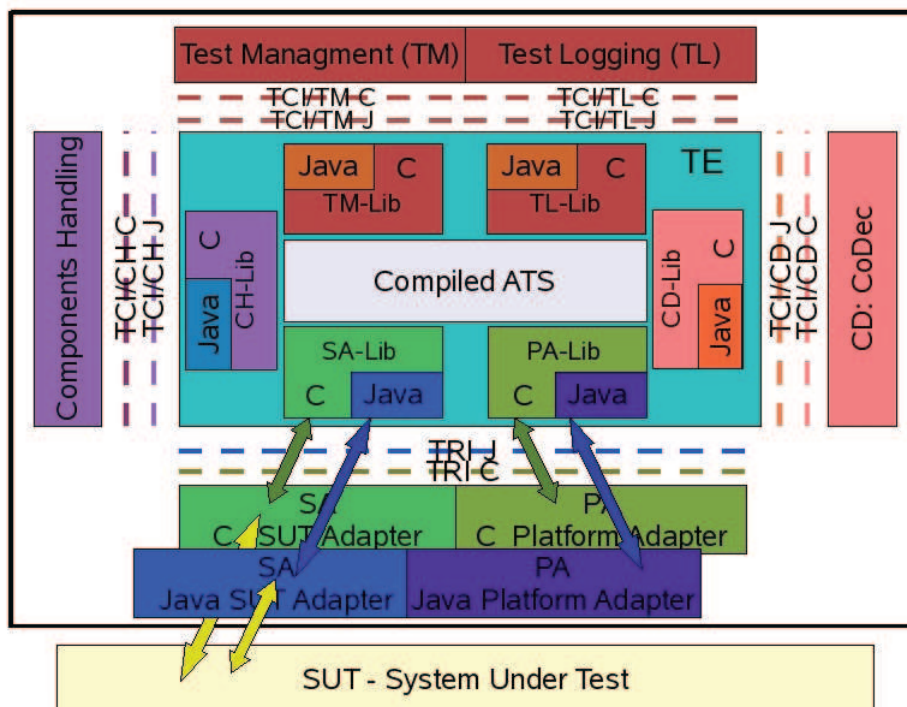 Test Managment (TM)
Test Logging (TL)
TCI/TM C
TCI/TL C
TCI/TM J
TCI/TL J
Components Handling
TCI/CH C
TCI/CH J
TE
Java C
TM-Lib
Java C
TL-Lib
C
Java
CH-Lib
Compiled ATS
CD-Lib
C
Java
SA-Lib
C Java
PA-Lib
C Java
TCI/CD J
TCI/CD C
CD: CoDec
TRI J
TRI C
SA
C SUT Adapter
PA
C Platform Adapter
SA
Java SUT Adapter
PA
Java Platform Adapter
SUT - System Under Test